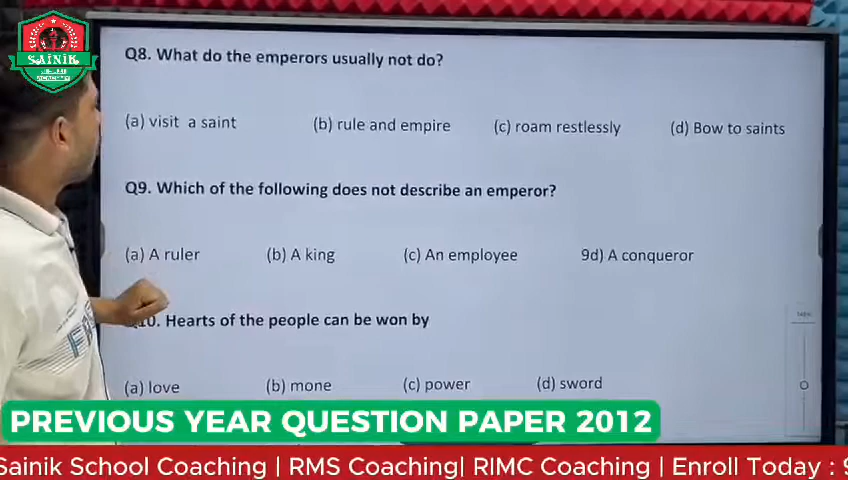 SAINIK
Q8. What do the emperors usually not do?
(a) visit a saint (b) rule and empire (c) roam restlessly (d) Bow to saints
Q9. Which of the following does not describe an emperor?
(a) A ruler (b) A king (c) An employee 9d) A conqueror
10. Hearts of the people can be won by
(a) love (b) mone (c) power (d) sword
PREVIOUS YEAR QUESTION PAPER 2012
Sainik School Coaching | RMS Coaching| RIMC Coaching | Enroll Today : 9